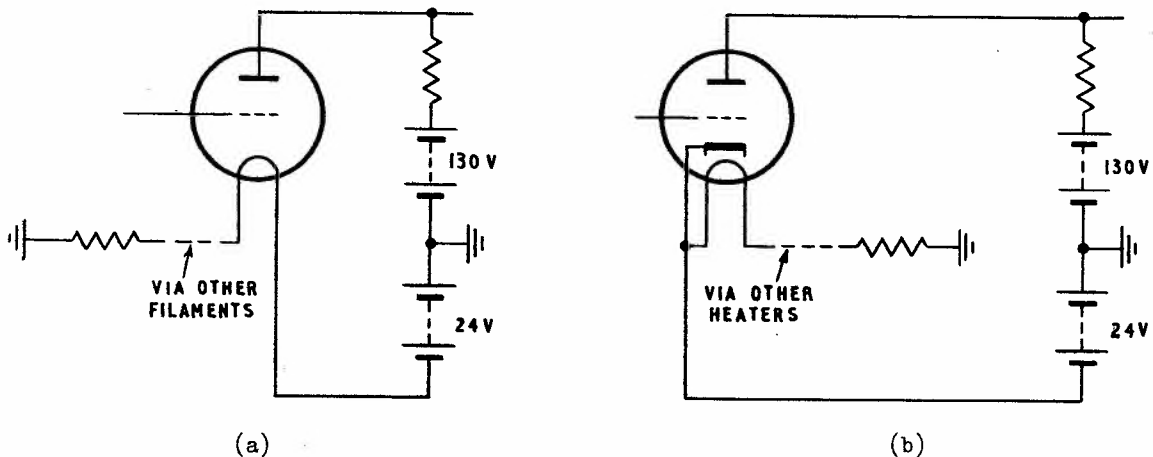 130 V
VIA OTHER
FILAMENTS
24V
(a)
130V
VIA OTHER
HEATERS
24V
(b)